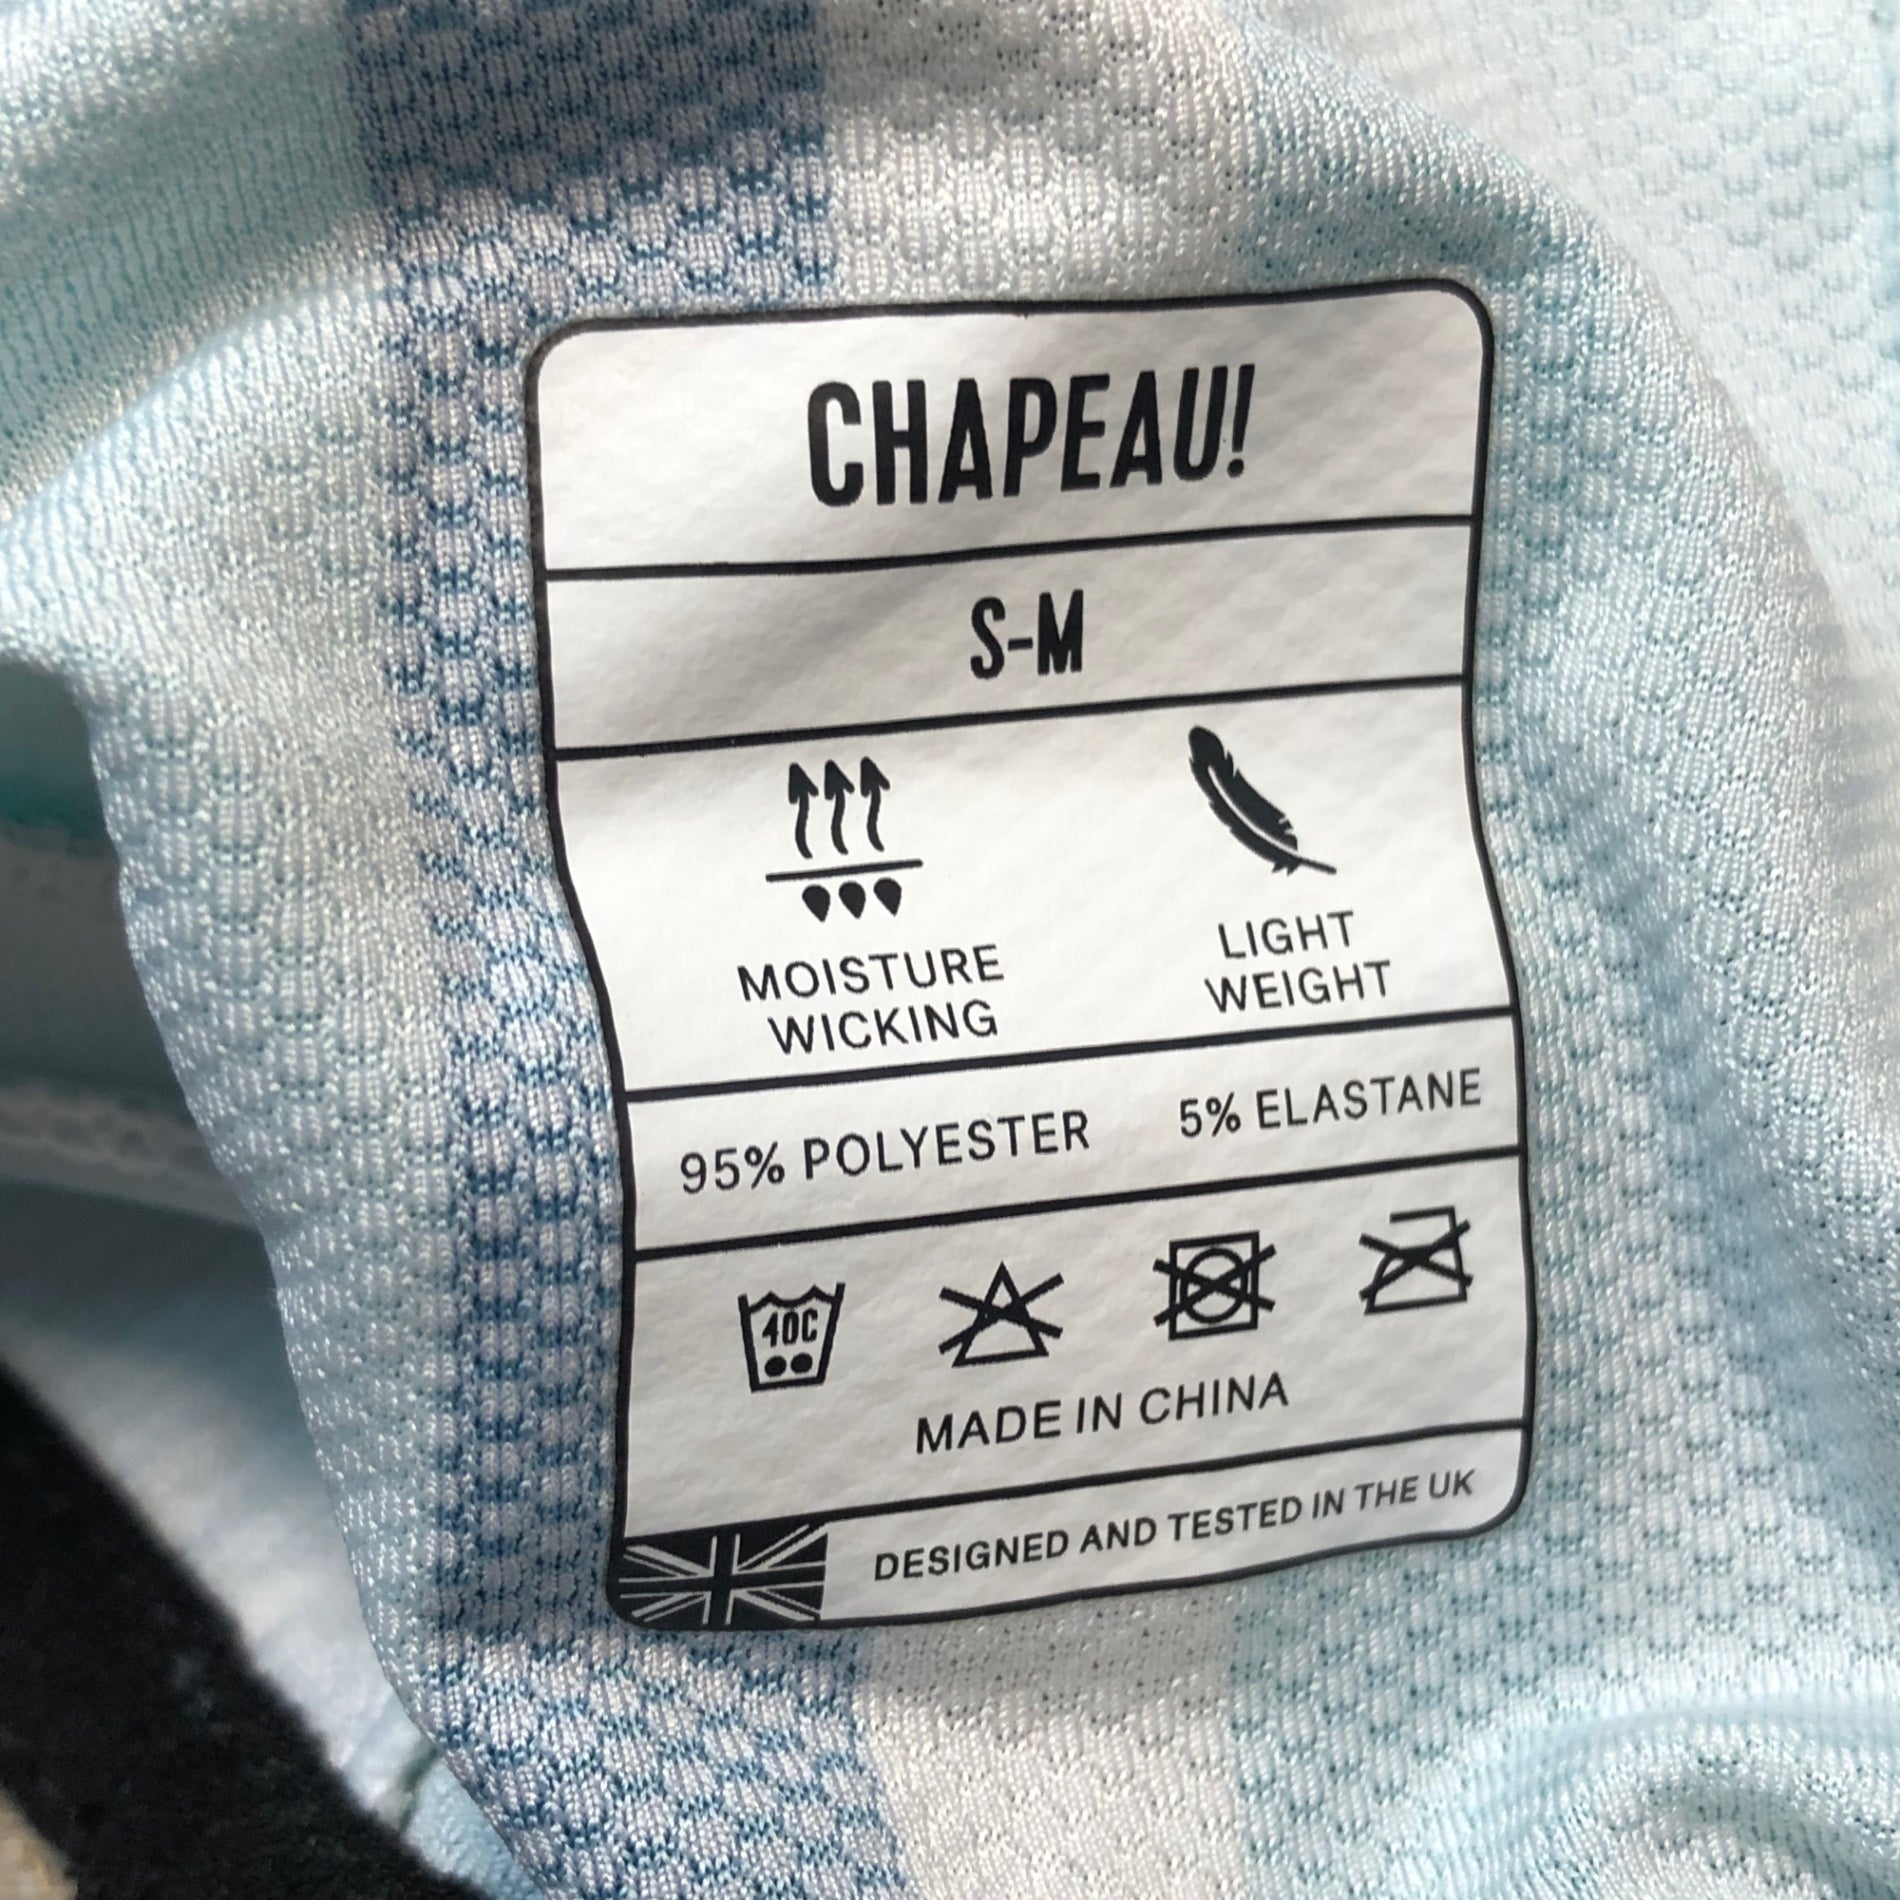 CHAPEAU!
S-M
MOISTURE
WICKING
LIGHT
WEIGHT
95% POLYESTER 5% ELASTANE
40C
MADE IN CHINA
DESIGNED AND TESTED IN THE UK